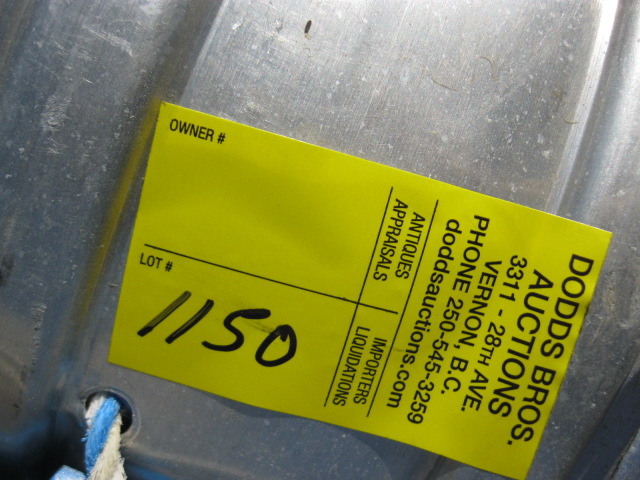 DODDS BROS.
AUCTIONS
3311 - 28TH AVE.
VERNON, B.C.
PHONE 250-545-3259
doddsauctions.com
ANTIQUES
APPRAISALS
IMPORTERS
LIQUIDATIONS
OWNER #
LOT #
1150